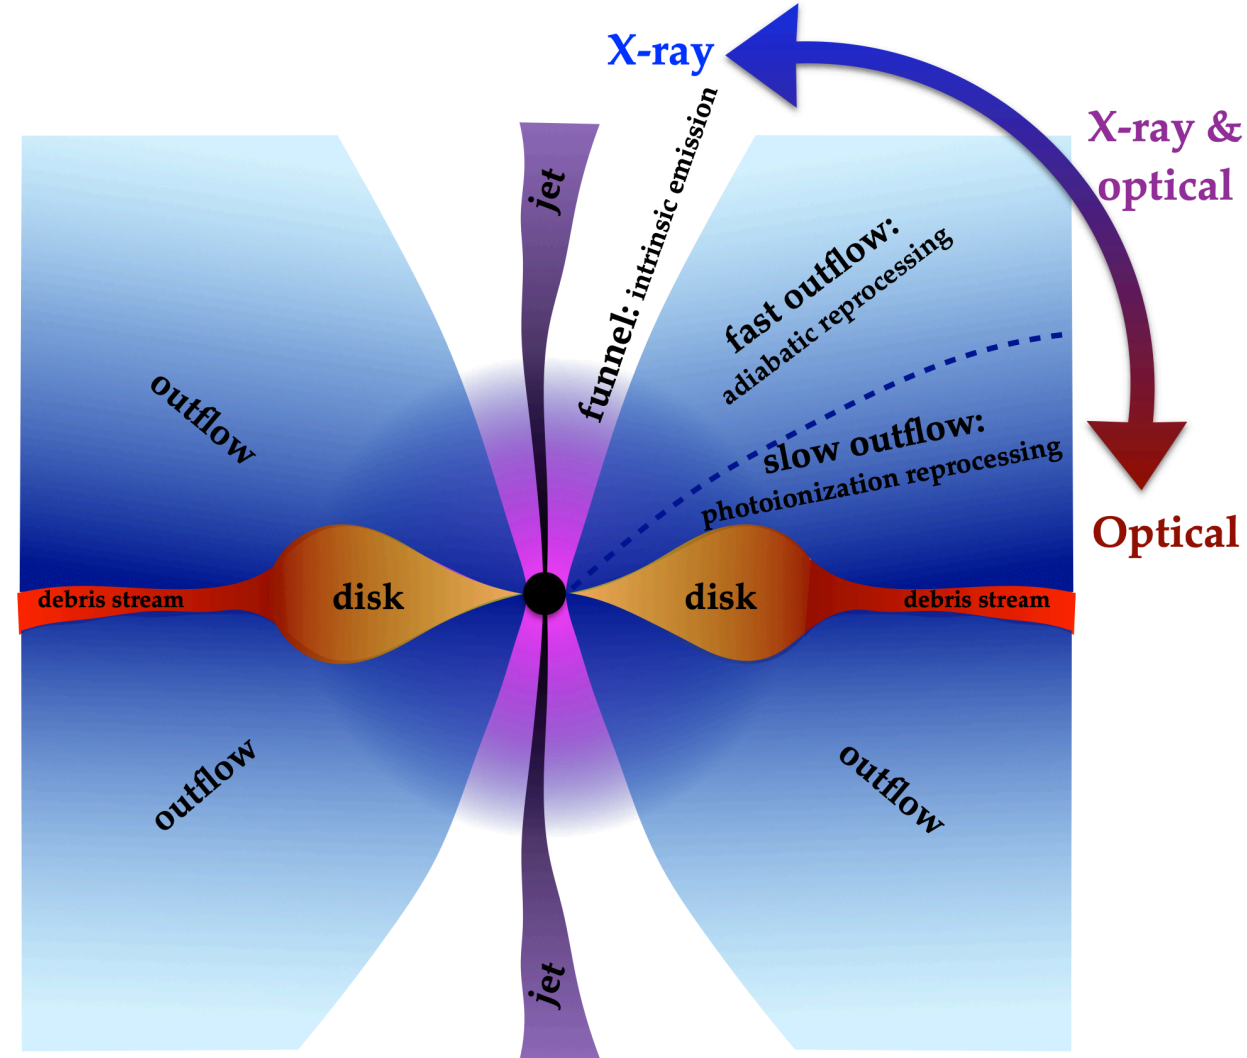 X-ray
X-ray &
optical
jet
funnel: intrinsic emission
fast outflow:
adiabatic reprocessing
outflow
slow outflow:
photoionization reprocessing
Optical
debris stream
disk
disk
debris stream
outflow
outflow
jet